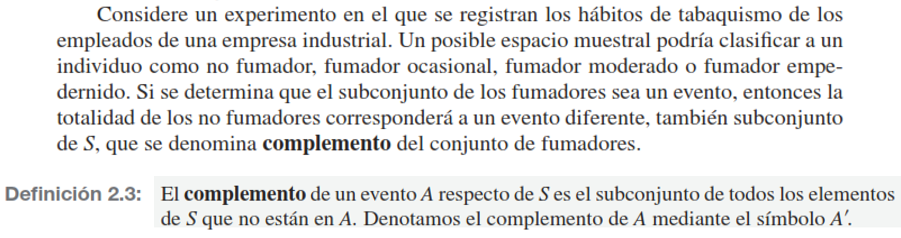 Considere un experimento en el que se registran los hábitos de tabaquismo de los
empleados de una empresa industrial. Un posible espacio muestral podría clasificar a un
individuo como no fumador, fumador ocasional, fumador moderado o fumador empe-
dernido. Si se determina que el subconjunto de los fumadores sea un evento, entonces la
totalidad de los no fumadores corresponderá a un evento diferente, también subconjunto
de S, que se denomina complemento del conjunto de fumadores.
Definición 2.3: El complemento de un evento A respecto de S es el subconjunto de todos los elementos
de S que no están en A. Denotamos el complemento de A mediante el símbolo A′.